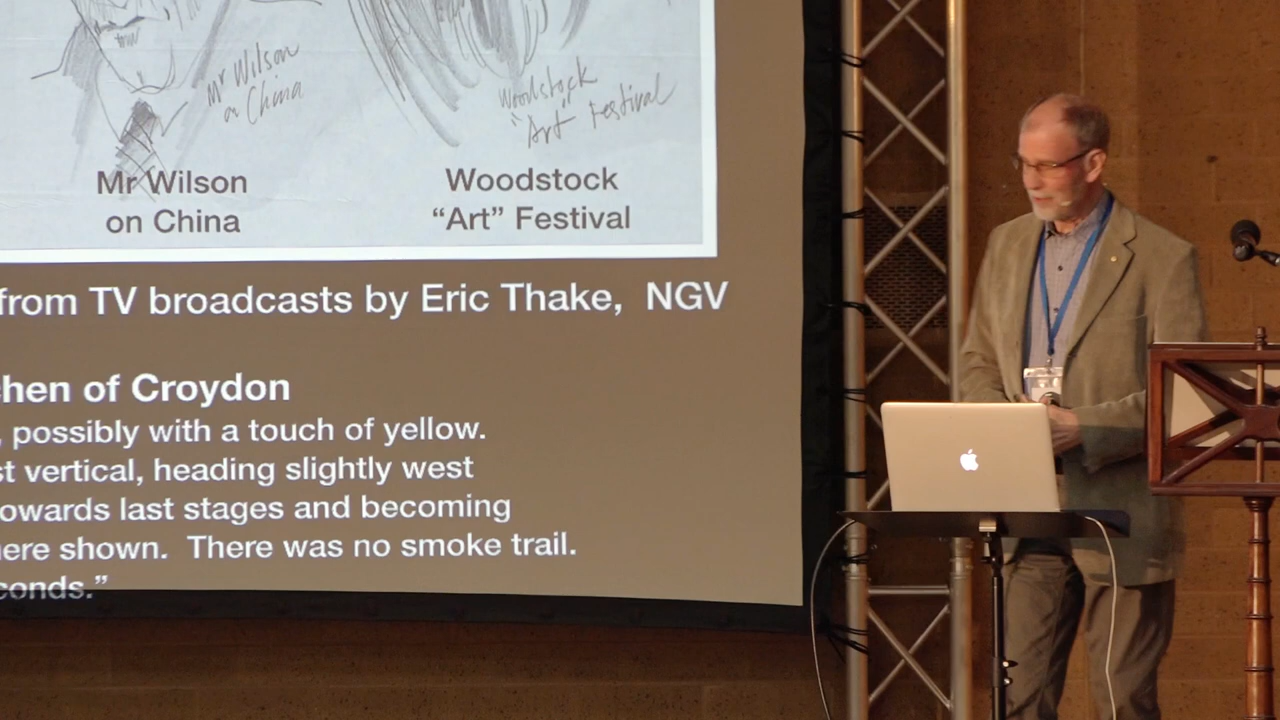 Mr Wilson
on China
Woodstock
"Art" Festival
Mr Wilson
on China
Woodstock
“Art” Festival
from TV broadcasts by Eric Thake, NGV
chen of Croydon
, possibly with a touch of yellow.
st vertical, heading slightly west
owards last stages and becoming
ere shown. There was no smoke trail.
conds.”